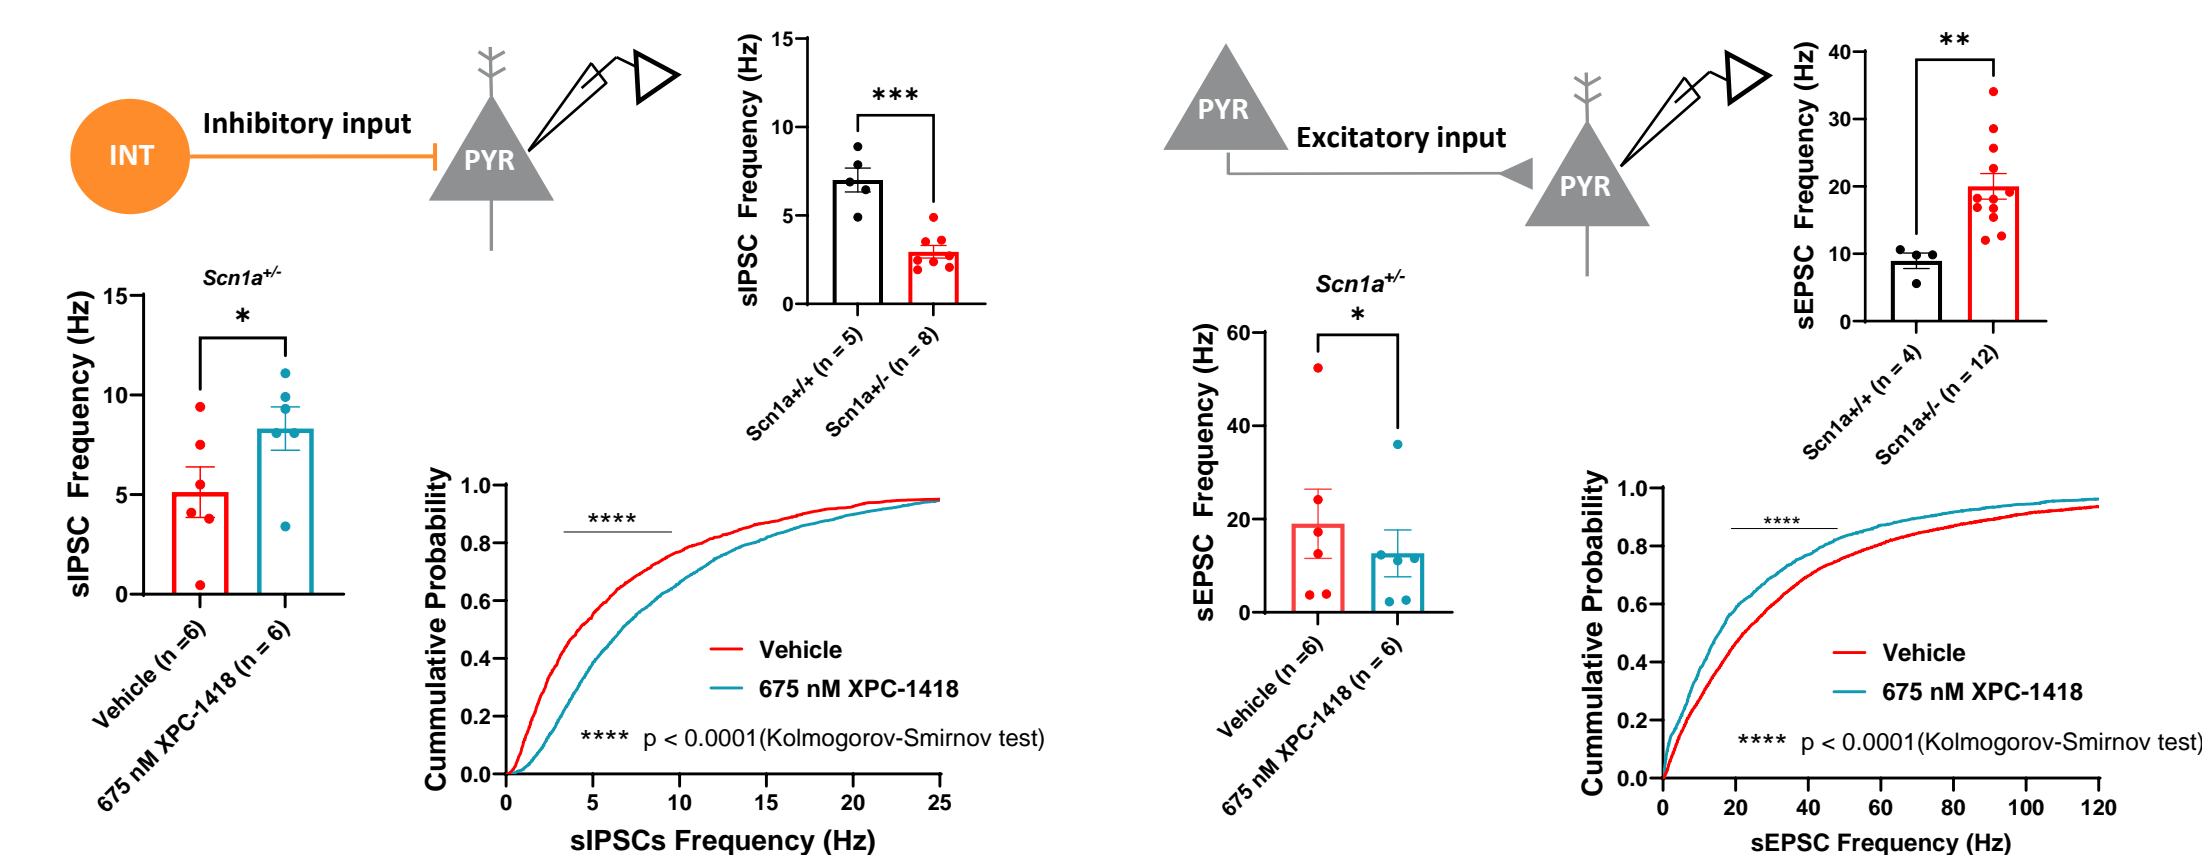 INT
Inhibitory input
PYR
sIPSC Frequency (Hz)
15
10
5
0
***
Scn1a+/+ (n = 5)
Scn1a+/- (n = 8)
Scn1a+/-
*
sIPSC Frequency (Hz)
15
10
5
0
Vehicle (n =6)
675 nM XPC-1418 (n = 6)
Cummulative Probability
1.0
0.8
0.6
0.4
0.2
0.0
****
Vehicle
675 nM XPC-1418
**** p < 0.0001(Kolmogorov-Smirnov test)
0 5 10 15 20 25
sIPSCs Frequency (Hz)
PYR
Excitatory input
PYR
sEPSC Frequency (Hz)
40
30
20
10
0
**
Scn1a+/+ (n = 4)
Scn1a+/- (n = 12)
Scn1a+/-
*
sEPSC Frequency (Hz)
60
40
20
0
Vehicle (n =6)
675 nM XPC-1418 (n = 6)
Cummulative Probability
1.0
0.8
0.6
0.4
0.2
0.0
****
Vehicle
675 nM XPC-1418
**** p < 0.0001(Kolmogorov-Smirnov test)
0 20 40 60 80 100 120
sEPSC Frequency (Hz)